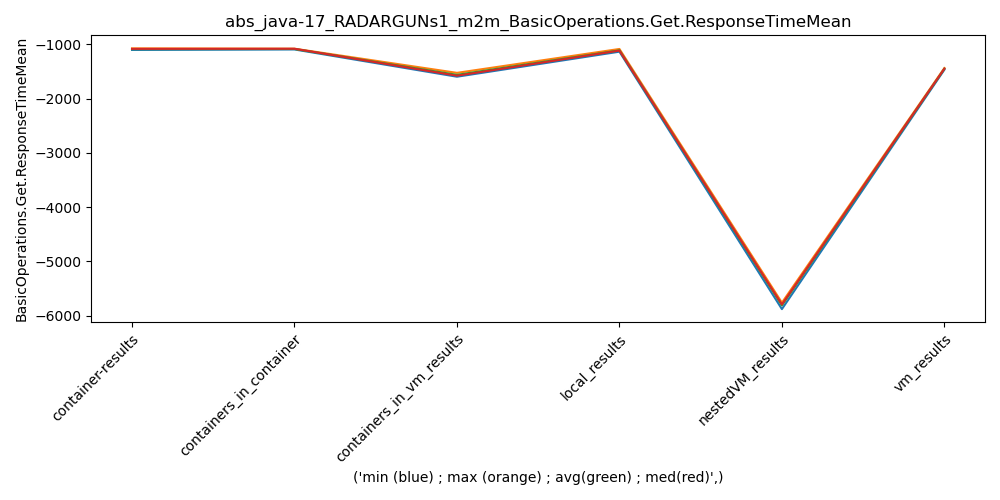 abs_java-17_RADARGUNs1_m2m_BasicOperations.Get.ResponseTimeMean
BasicOperations.Get.ResponseTimeMean
−1000
−2000
−3000
−4000
−5000
−6000
container-results
containers_in_container
containers_in_vm_results
local_results
nestedVM_results
vm_results
('min (blue) ; max (orange) ; avg(green) ; med(red)',)